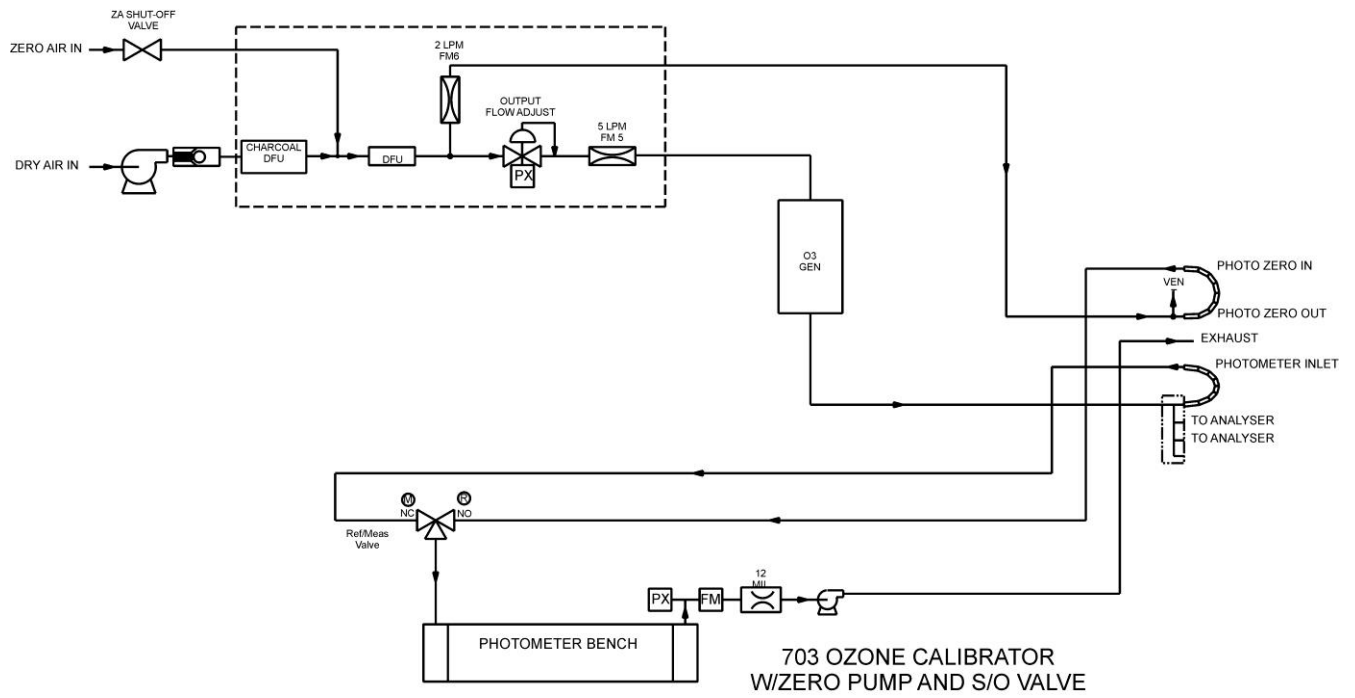 ZA SHUT-OFF
VALVE
ZERO AIR IN
2 LPM
FM6
OUTPUT
FLOW ADJUST
5 LPM
FM 5
DRY AIR IN
CHARCOAL
DFU
DFU
PX
O3
GEN
PHOTO ZERO IN
VEN
PHOTO ZERO OUT
EXHAUST
PHOTOMETER INLET
TO ANALYSER
TO ANALYSER
M
R
NC
NO
Ref/Meas
Valve
12
MIL
PX
FM
PHOTOMETER BENCH
703 OZONE CALIBRATOR
W/ZERO PUMP AND S/O VALVE